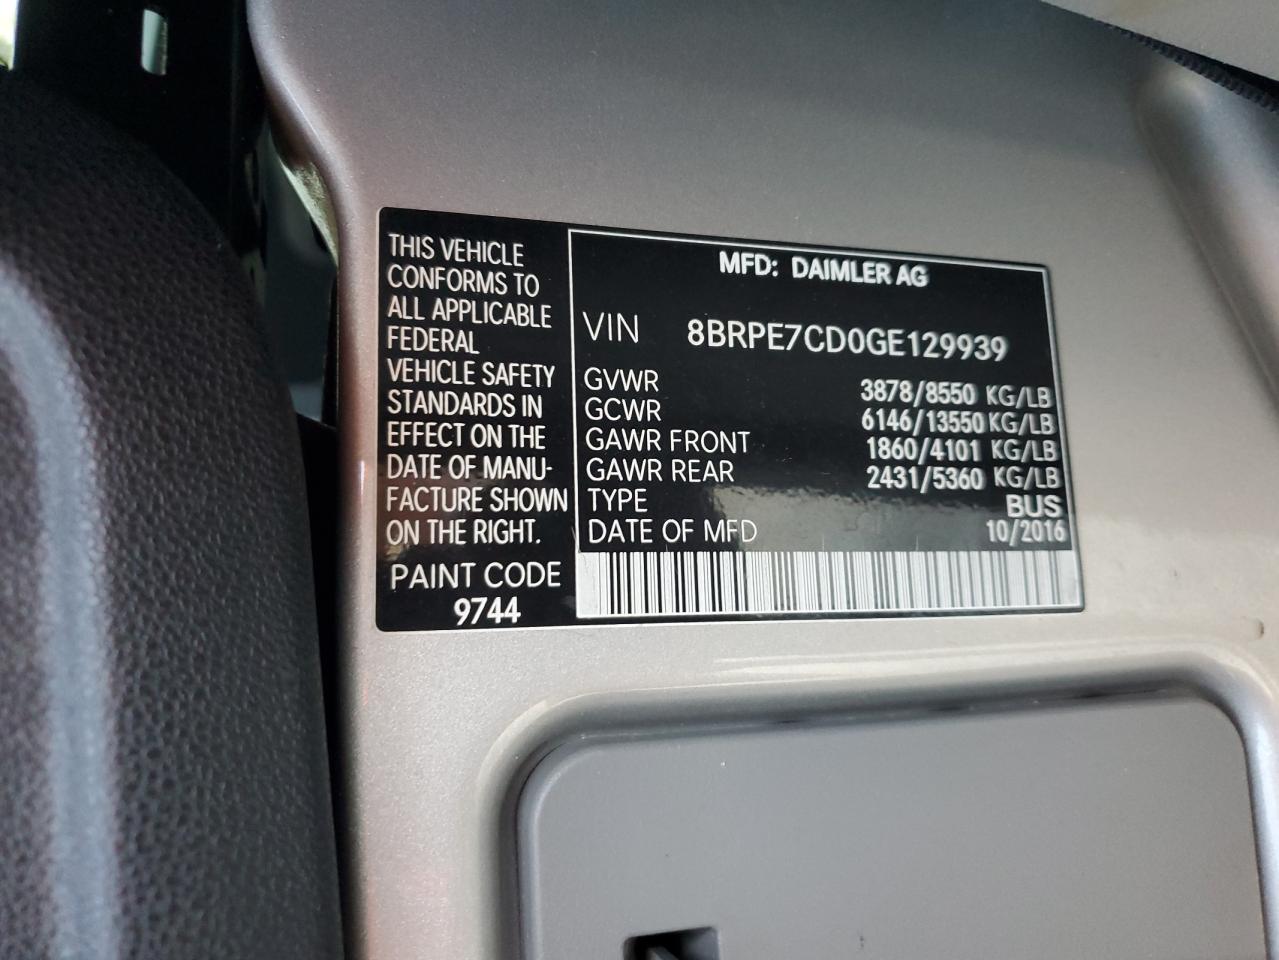 THIS VEHICLE
CONFORMS TO
ALL APPLICABLE
FEDERAL
VEHICLE SAFETY
STANDARDS IN
EFFECT ON THE
DATE OF MANU-
FACTURE SHOWN
ON THE RIGHT.
PAINT CODE
9744
MFD: DAIMLER AG
VIN 8BRPE7CD0GE129939
GVWR 3878/8550 KG/LB
GCWR 6146/13550 KG/LB
GAWR FRONT 1860/4101 KG/LB
GAWR REAR 2431/5360 KG/LB
TYPE BUS
DATE OF MFD 10/2016